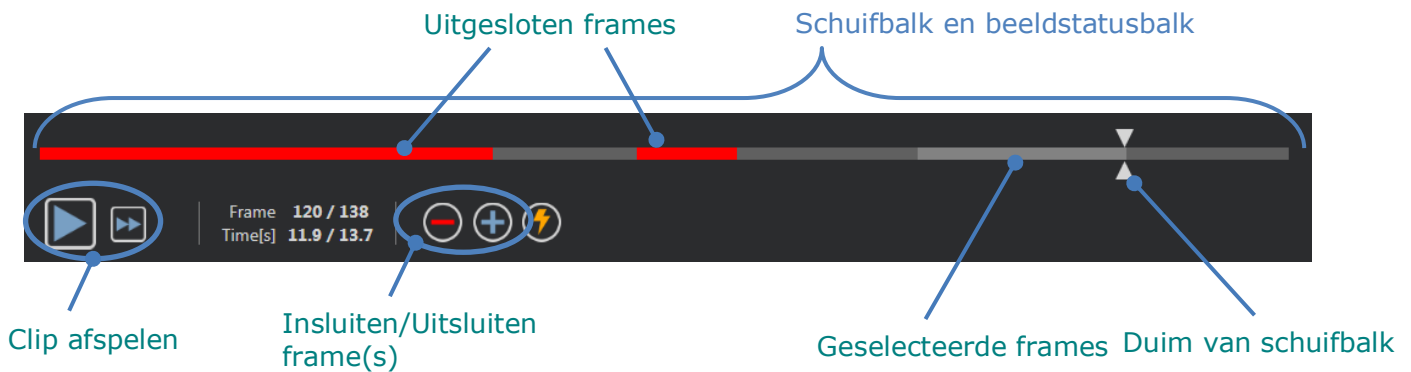 Uitgesloten frames
Schuifbalk en beeldstatusbalk
Frame 120 / 138
Time[s] 11.9 / 13.7
Clip afspelen
Insluiten/Uitsluiten
frame(s)
Geselecteerde frames
Duim van schuifbalk